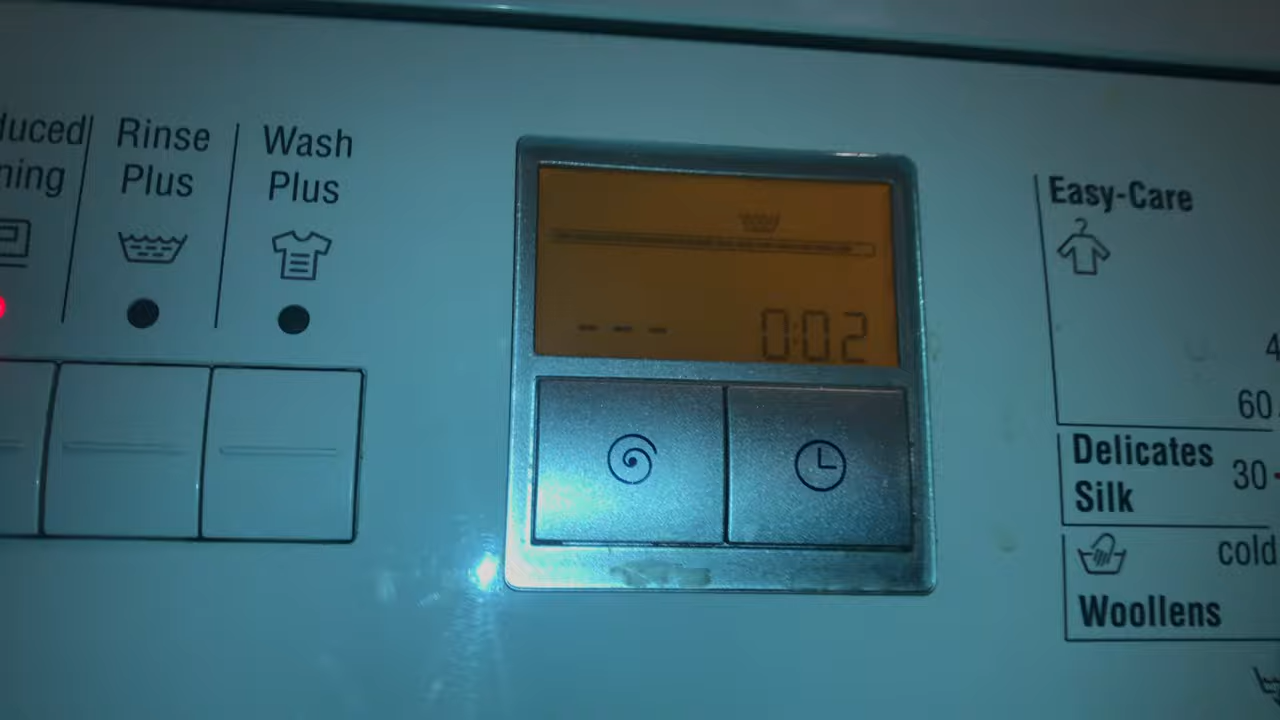 Rinse
Plus
Wash
Plus
--- 0:02
Easy-Care
60
Delicates
Silk
30
cold
Woollens